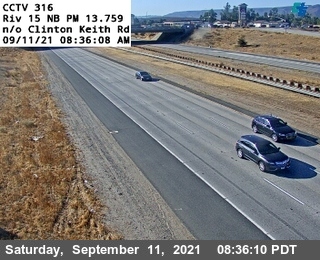 CCTV 316
Riv 15 NB PM 13.759
n/o Clinton Keith Rd
09/11/21 08:36:08 AM
Saturday, September 11, 2021 08:36:10 PDT